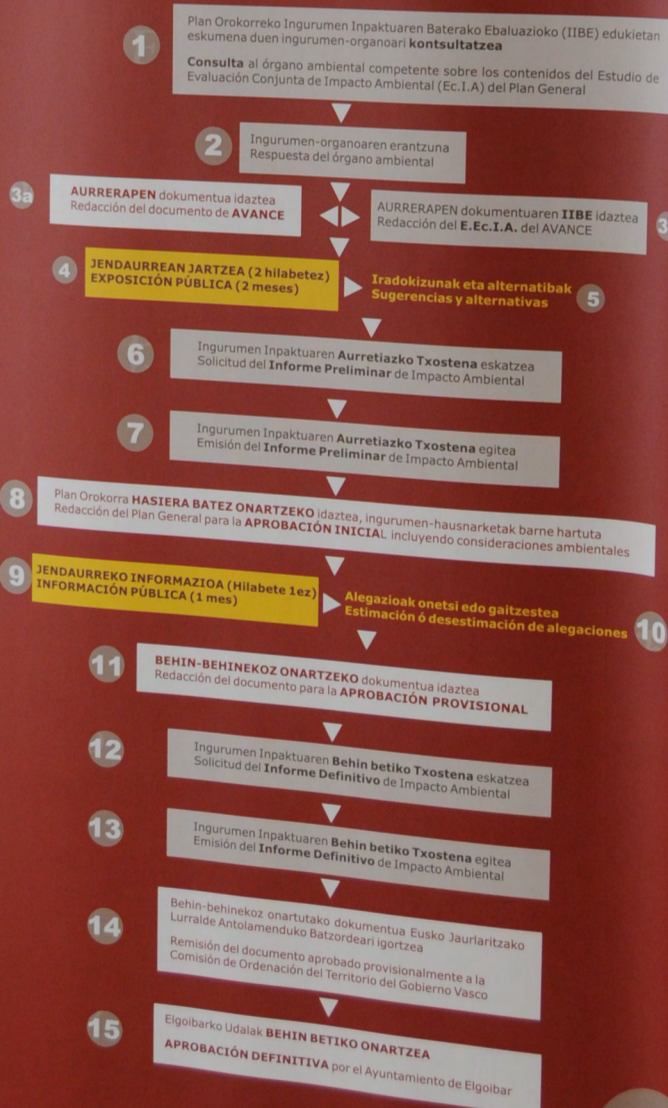 1
Plan Orokorreko Ingurumen Inpaktuaren Baterako Ebaluazioko (IIBE) edukietan
eskumena duen ingurumen-organoari kontsultatzea
Consulta al órgano ambiental competente sobre los contenidos del Estudio de
Evaluación Conjunta de Impacto Ambiental (Ec.I.A) del Plan General
2
Ingurumen-organoaren erantzuna
Respuesta del órgano ambiental
3a
AURRERAPEN dokumentua idaztea
Redacción del documento de AVANCE
AURRERAPEN dokumentuaren IIBE idaztea
Redacción del E.Ec.I.A. del AVANCE
3
4
JENDAURREAN JARTZEA (2 hilabetez)
EXPOSICIÓN PÚBLICA (2 meses)
Iradokizunak eta alternatibak
Sugerencias y alternativas
5
6
Ingurumen Inpaktuaren Aurretiazko Txostena eskatzea
Solicitud del Informe Preliminar de Impacto Ambiental
7
Ingurumen Inpaktuaren Aurretiazko Txostena egitea
Emisión del Informe Preliminar de Impacto Ambiental
8
Plan Orokorra HASIERA BATEZ ONARTZEKO idaztea, ingurumen-hausnarketak barne hartuta
Redacción del Plan General para la APROBACIÓN INICIAL incluyendo consideraciones ambientales
9
JENDAURREKO INFORMAZIOA (Hilabete 1ez)
INFORMACIÓN PÚBLICA (1 mes)
Alegazioak onetsi edo gaitzestea
Estimación ó desestimación de alegaciones
10
11
BEHIN-BEHINEKOZ ONARTZEKO dokumentua idaztea
Redacción del documento para la APROBACIÓN PROVISIONAL
12
Ingurumen Inpaktuaren Behin betiko Txostena eskatzea
Solicitud del Informe Definitivo de Impacto Ambiental
13
Ingurumen Inpaktuaren Behin betiko Txostena egitea
Emisión del Informe Definitivo de Impacto Ambiental
14
Behin-behinekoz onartutako dokumentua Eusko Jaurlaritzako
Lurralde Antolamenduko Batzordeari igortzea
Remisión del documento aprobado provisionalmente a la
Comisión de Ordenación del Territorio del Gobierno Vasco
15
Elgoibarko Udalak BEHIN BETIKO ONARTZEA
APROBACIÓN DEFINITIVA por el Ayuntamiento de Elgoibar